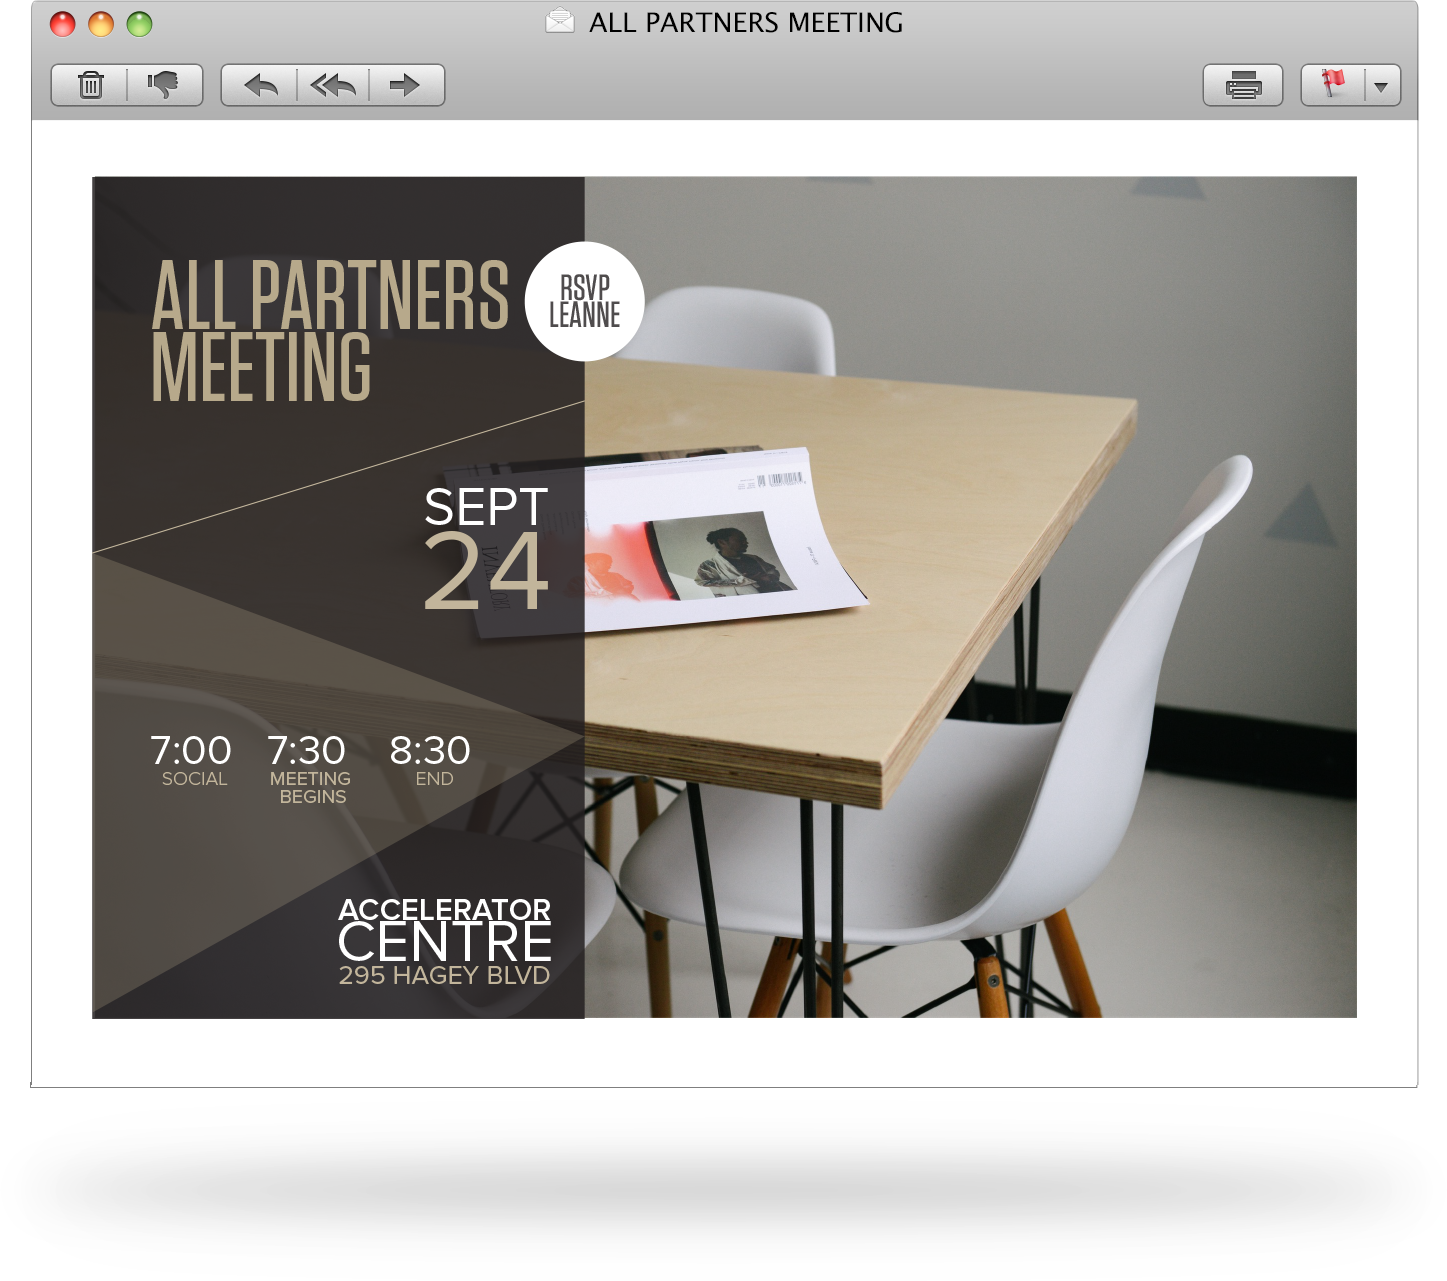 ALL PARTNERS MEETING
ALL PARTNERS
MEETING
RSVP
LEANNE
SEPT
24
7:00
SOCIAL
7:30
MEETING
BEGINS
8:30
END
ACCELERATOR
CENTRE
295 HAGEY BLVD